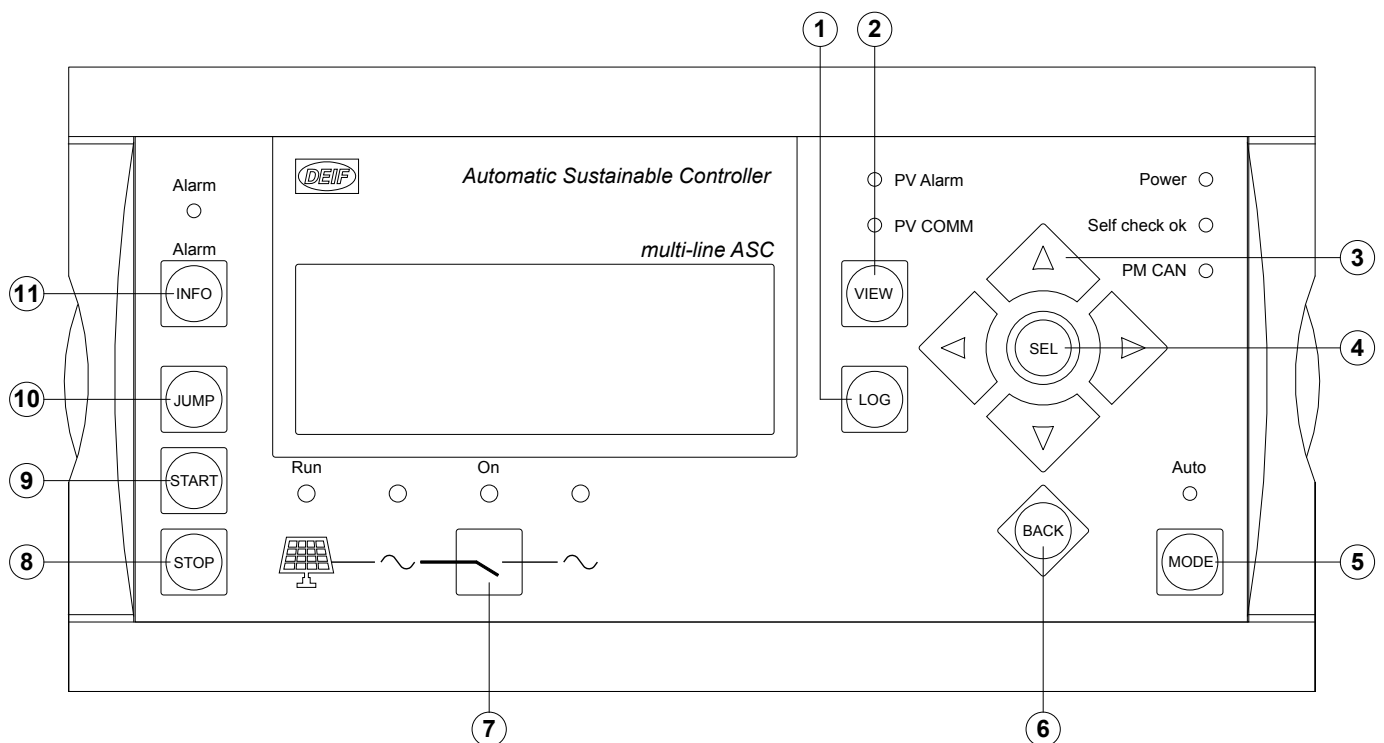 1
2
Alarm
DEIF
Automatic Sustainable Controller
PV Alarm
Power
PV COMM
Self check ok
Alarm
multi-line ASC
PM CAN
3
11
INFO
VIEW
SEL
4
10
JUMP
LOG
9
START
Run
On
Auto
8
STOP
BACK
MODE
5
7
6